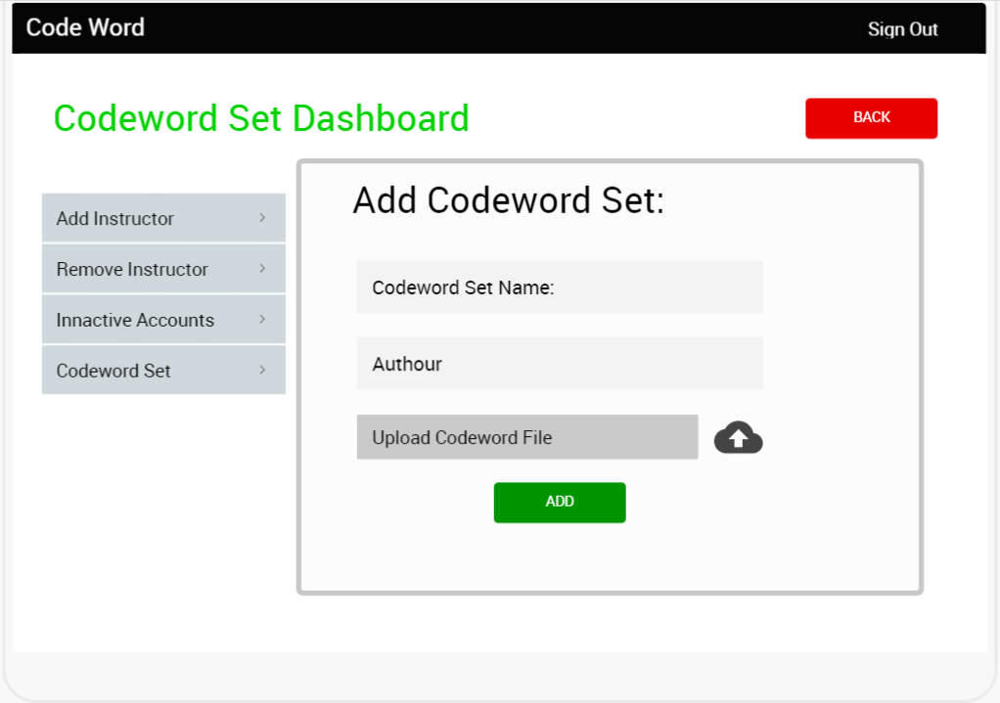 Code Word
Sign Out
Codeword Set Dashboard
BACK
Add Instructor
Remove Instructor
Innactive Accounts
Codeword Set
Add Codeword Set:
Codeword Set Name:
Authour
Upload Codeword File
ADD